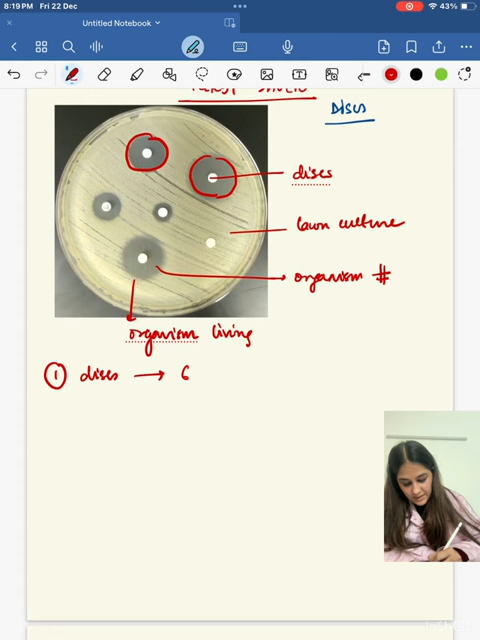 8:19 PM Fri 22 Dec
43%
Untitled Notebook
DISCS
discs
lawn culture
organism #
organism living
① discs → 6